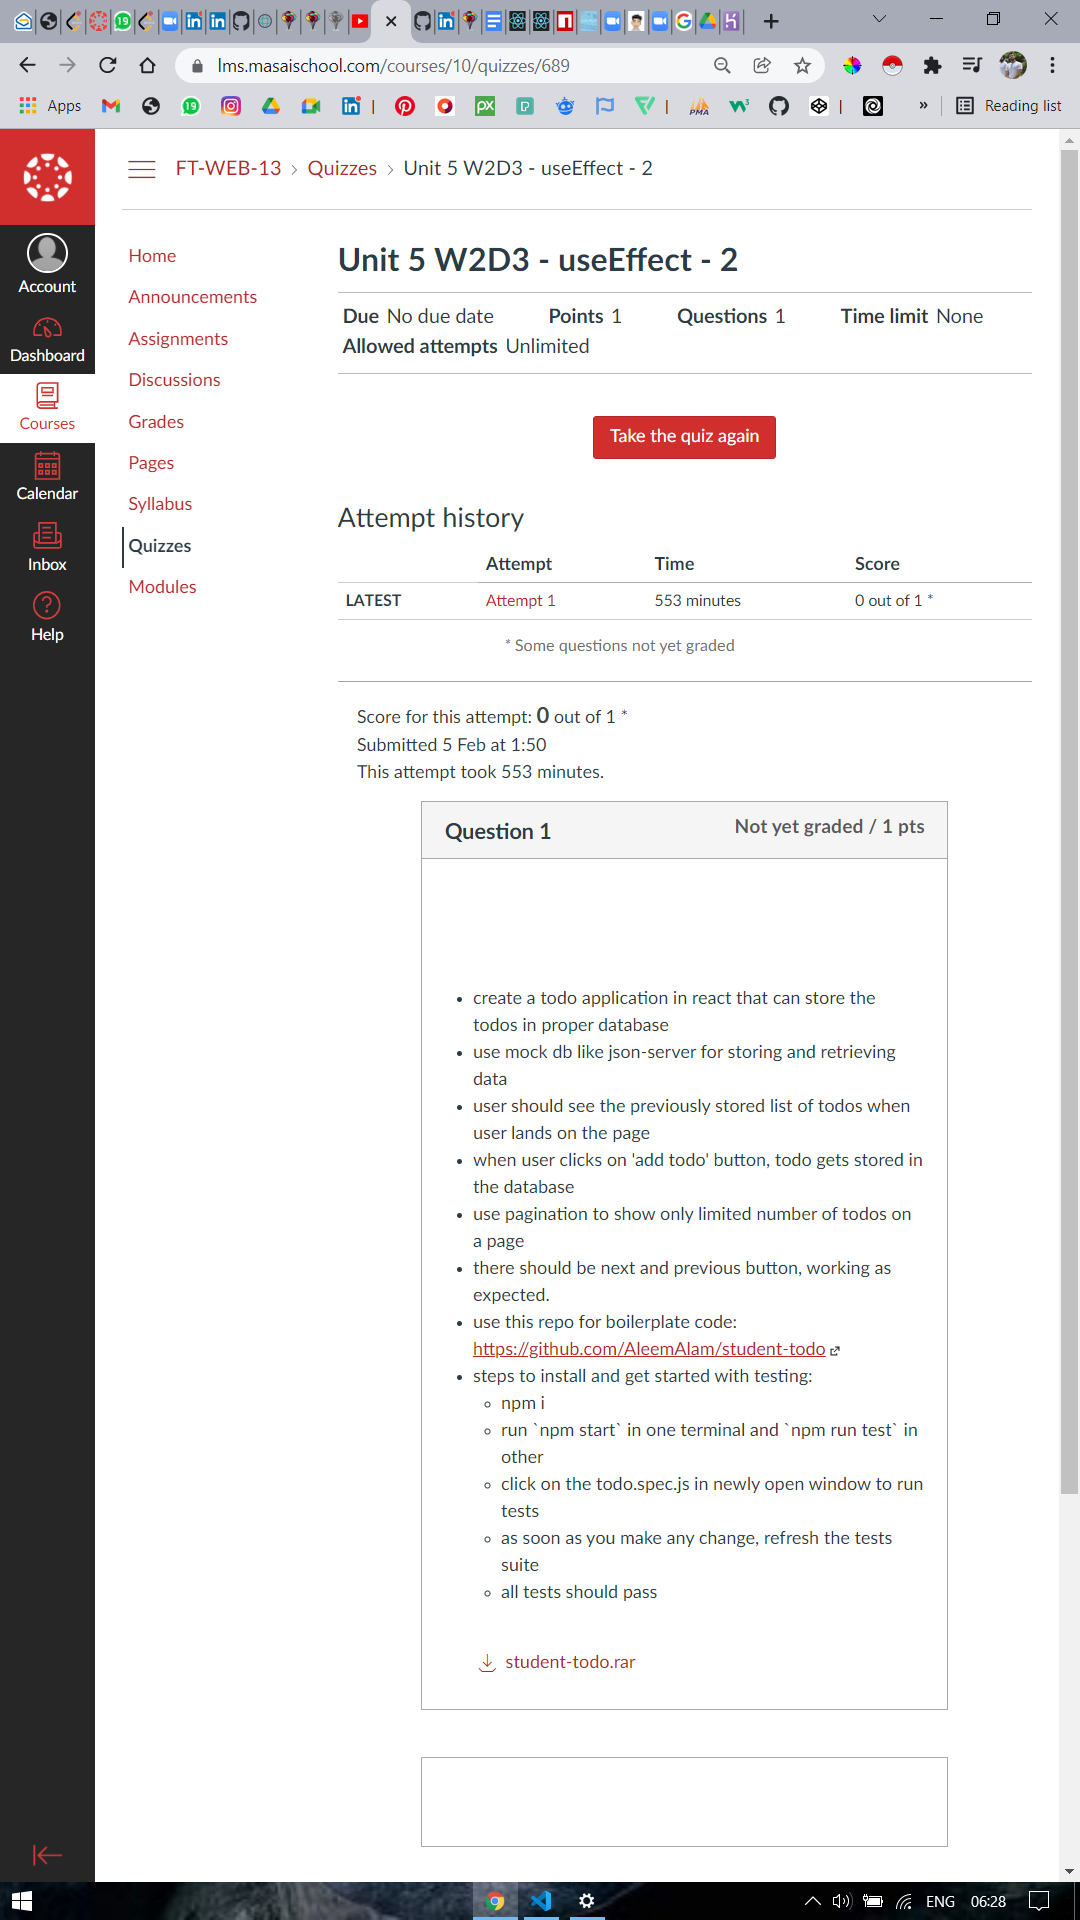 lms.masaischool.com/courses/10/quizzes/689
Apps
Reading list
FT-WEB-13 › Quizzes › Unit 5 W2D3 - useEffect - 2
Account
Dashboard
Courses
Calendar
Inbox
Help
Home
Announcements
Assignments
Discussions
Grades
Pages
Syllabus
Quizzes
Modules
Unit 5 W2D3 - useEffect - 2
Due No due date Points 1 Questions 1 Time limit None
Allowed attempts Unlimited
Take the quiz again
Attempt history
Attempt Time Score
LATEST Attempt 1 553 minutes 0 out of 1 *
* Some questions not yet graded
Score for this attempt: 0 out of 1 *
Submitted 5 Feb at 1:50
This attempt took 553 minutes.
Question 1 Not yet graded / 1 pts
• create a todo application in react that can store the
todos in proper database
• use mock db like json-server for storing and retrieving
data
• user should see the previously stored list of todos when
user lands on the page
• when user clicks on 'add todo' button, todo gets stored in
the database
• use pagination to show only limited number of todos on
a page
• there should be next and previous button, working as
expected.
• use this repo for boilerplate code:
https://github.com/AleemAlam/student-todo
• steps to install and get started with testing:
◦ npm i
◦ run `npm start` in one terminal and `npm run test` in
other
◦ click on the todo.spec.js in newly open window to run
tests
◦ as soon as you make any change, refresh the tests
suite
◦ all tests should pass
student-todo.rar
ENG 06:28